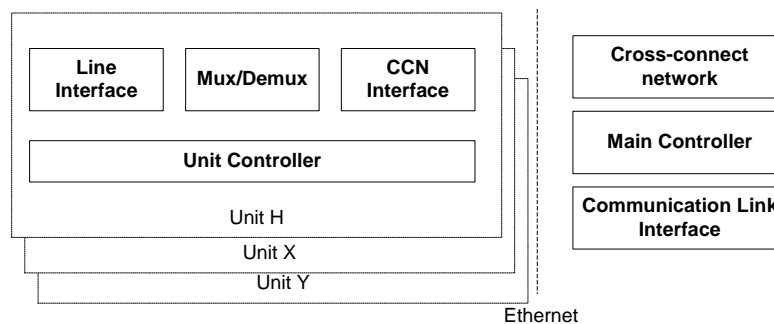 Line
Interface
Mux/Demux
CCN
Interface
Unit Controller
Unit H
Unit X
Unit Y
Cross-connect
network
Main Controller
Communication Link
Interface
Ethernet